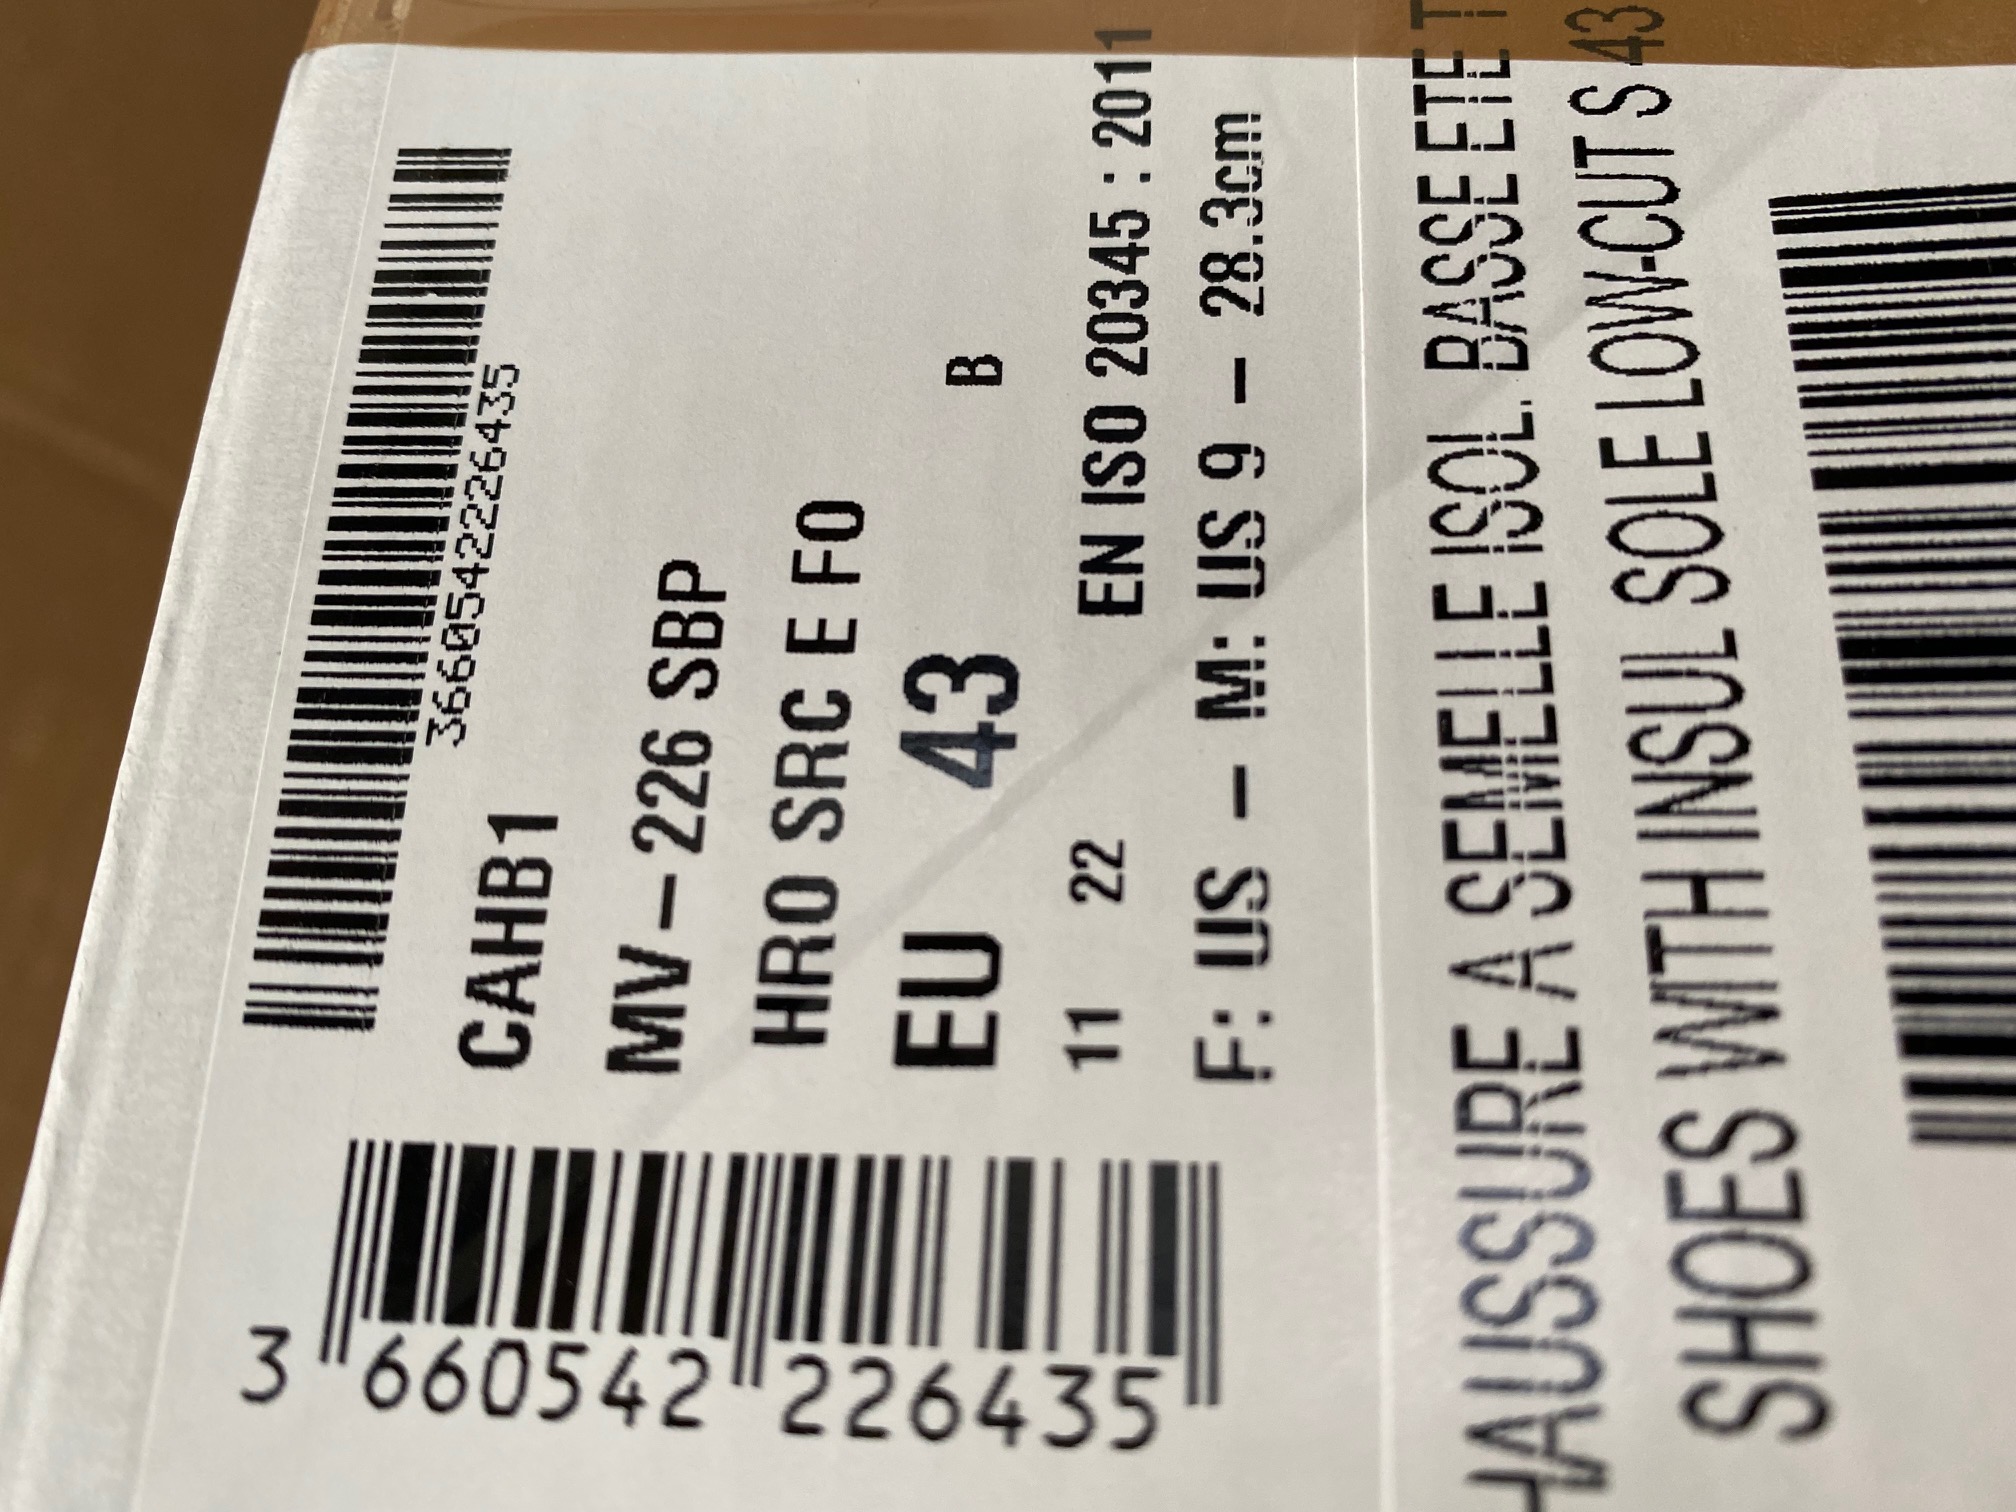 3660542226435
CAHB1
MV-226 SBP
HRO SRC E FO
EU 43 B
11 22 EN ISO 20345 : 2011
F: US - M: US 9 - 28.3cm
3 660542 226435
HAUSSURE A SEMELLE ISOL. BASSE ETE T
SHOES WITH INSUL SOLE LOW-CUT S 43